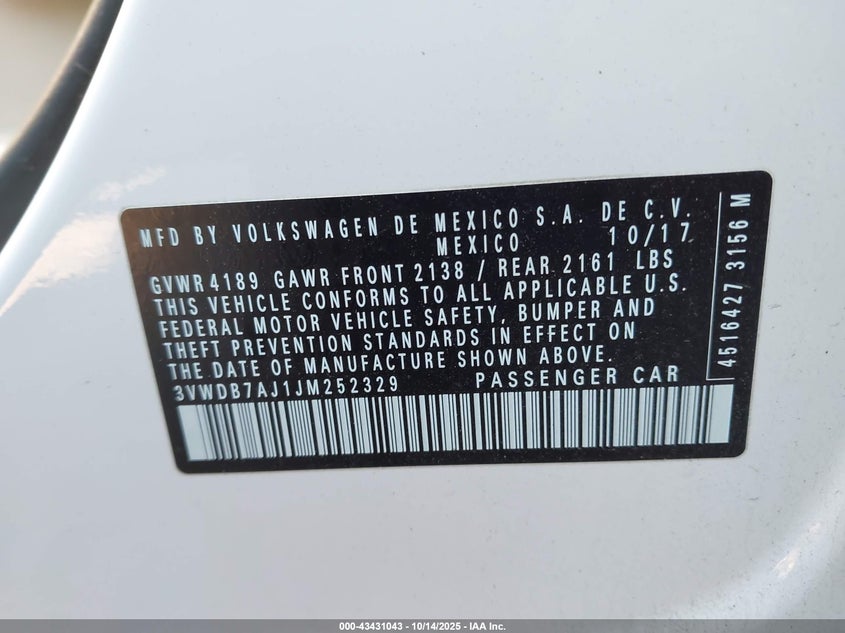 MFD BY VOLKSWAGEN DE MEXICO S.A. DE C.V.
MEXICO 10/17
GVWR 4189 GAWR FRONT 2138 / REAR 2161 LBS
THIS VEHICLE CONFORMS TO ALL APPLICABLE U.S.
FEDERAL MOTOR VEHICLE SAFETY, BUMPER AND
THEFT PREVENTION STANDARDS IN EFFECT ON
THE DATE OF MANUFACTURE SHOWN ABOVE.
3VWDB7AJ1JM252329 PASSENGER CAR
4516427 3156 M
000-43431043 - 10/14/2025 - IAA Inc.